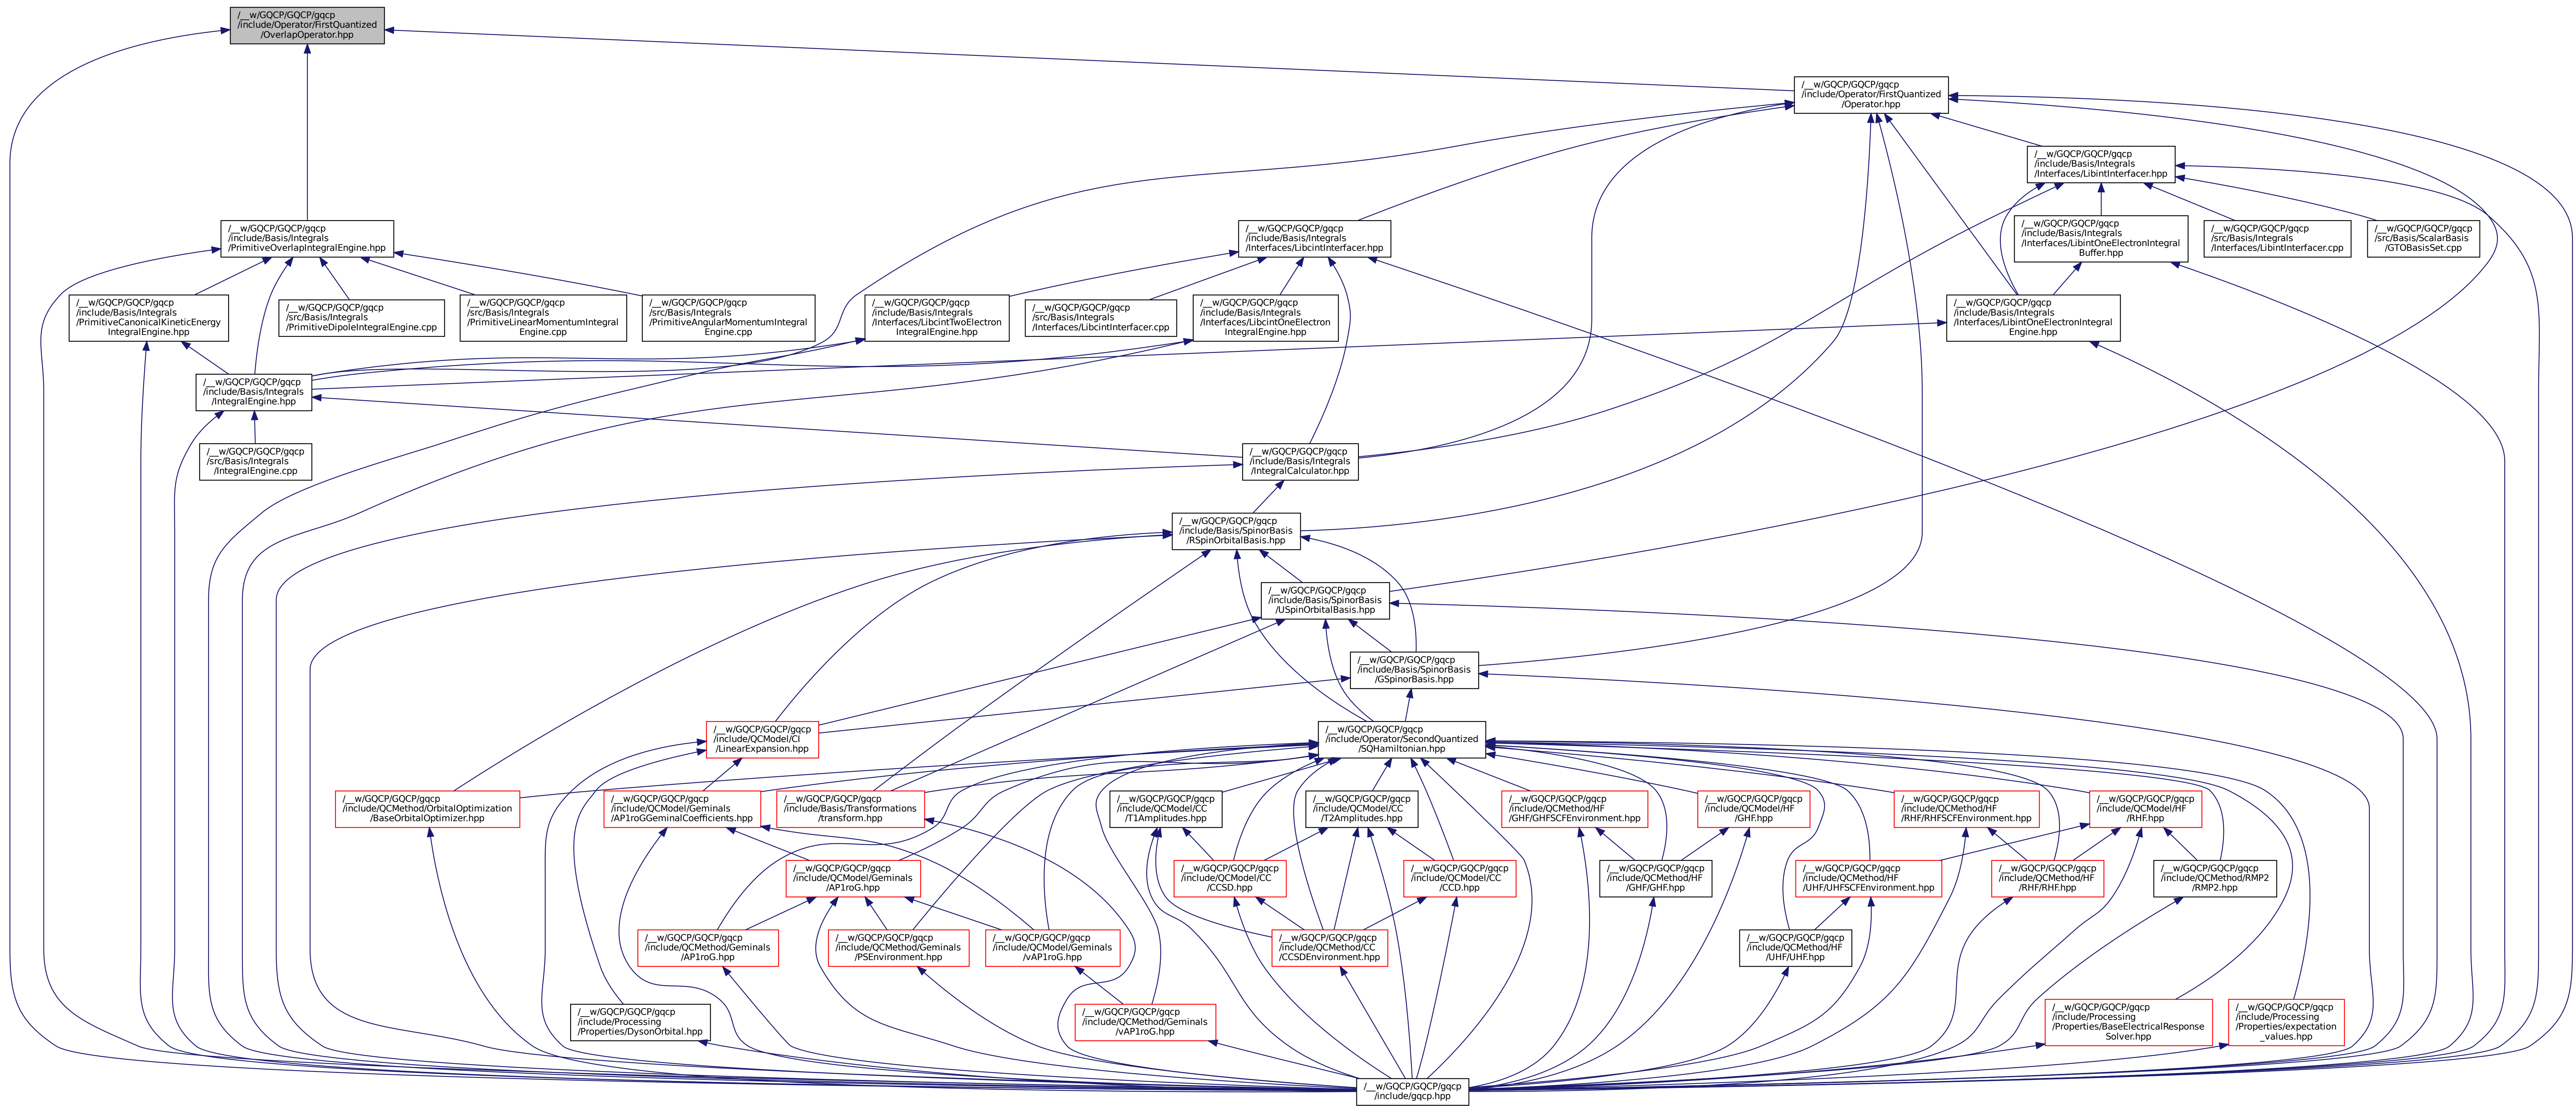 /__w/GQCP/GQCP/gqcp
/include/Operator/FirstQuantized
/OverlapOperator.hpp
/__w/GQCP/GQCP/gqcp
/include/Operator/FirstQuantized
/Operator.hpp
/__w/GQCP/GQCP/gqcp
/include/Basis/Integrals
/Interfaces/LibintInterfacer.hpp
/__w/GQCP/GQCP/gqcp
/include/Basis/Integrals
/PrimitiveOverlapIntegralEngine.hpp
/__w/GQCP/GQCP/gqcp
/include/Basis/Integrals
/Interfaces/LibcintInterfacer.hpp
/__w/GQCP/GQCP/gqcp
/include/Basis/Integrals
/Interfaces/LibintOneElectronIntegral
Buffer.hpp
/__w/GQCP/GQCP/gqcp
/src/Basis/Integrals
/Interfaces/LibintInterfacer.cpp
/__w/GQCP/GQCP/gqcp
/src/Basis/ScalarBasis
/GTOBasisSet.cpp
/__w/GQCP/GQCP/gqcp
/include/Basis/Integrals
/PrimitiveCanonicalKineticEnergy
IntegralEngine.hpp
/__w/GQCP/GQCP/gqcp
/src/Basis/Integrals
/PrimitiveDipoleIntegralEngine.cpp
/__w/GQCP/GQCP/gqcp
/src/Basis/Integrals
/PrimitiveLinearMomentumIntegral
Engine.cpp
/__w/GQCP/GQCP/gqcp
/src/Basis/Integrals
/PrimitiveAngularMomentumIntegral
Engine.cpp
/__w/GQCP/GQCP/gqcp
/include/Basis/Integrals
/Interfaces/LibcintTwoElectron
IntegralEngine.hpp
/__w/GQCP/GQCP/gqcp
/src/Basis/Integrals
/Interfaces/LibcintInterfacer.cpp
/__w/GQCP/GQCP/gqcp
/include/Basis/Integrals
/Interfaces/LibcintOneElectron
IntegralEngine.hpp
/__w/GQCP/GQCP/gqcp
/include/Basis/Integrals
/Interfaces/LibintOneElectronIntegral
Engine.hpp
/__w/GQCP/GQCP/gqcp
/include/Basis/Integrals
/IntegralEngine.hpp
/__w/GQCP/GQCP/gqcp
/src/Basis/Integrals
/IntegralEngine.cpp
/__w/GQCP/GQCP/gqcp
/include/Basis/Integrals
/IntegralCalculator.hpp
/__w/GQCP/GQCP/gqcp
/include/Basis/SpinorBasis
/RSpinOrbitalBasis.hpp
/__w/GQCP/GQCP/gqcp
/include/Basis/SpinorBasis
/USpinOrbitalBasis.hpp
/__w/GQCP/GQCP/gqcp
/include/Basis/SpinorBasis
/GSpinorBasis.hpp
/__w/GQCP/GQCP/gqcp
/include/QCModel/CI
/LinearExpansion.hpp
/__w/GQCP/GQCP/gqcp
/include/Operator/SecondQuantized
/SQHamiltonian.hpp
/__w/GQCP/GQCP/gqcp
/include/QCMethod/OrbitalOptimization
/BaseOrbitalOptimizer.hpp
/__w/GQCP/GQCP/gqcp
/include/QCModel/Geminals
/AP1roGGeminalCoefficients.hpp
/__w/GQCP/GQCP/gqcp
/include/Basis/Transformations
/transform.hpp
/__w/GQCP/GQCP/gqcp
/include/QCModel/CC
/T1Amplitudes.hpp
/__w/GQCP/GQCP/gqcp
/include/QCModel/CC
/T2Amplitudes.hpp
/__w/GQCP/GQCP/gqcp
/include/QCMethod/HF
/GHF/GHFSCFEnvironment.hpp
/__w/GQCP/GQCP/gqcp
/include/QCModel/HF
/GHF.hpp
/__w/GQCP/GQCP/gqcp
/include/QCMethod/HF
/RHF/RHFSCFEnvironment.hpp
/__w/GQCP/GQCP/gqcp
/include/QCModel/HF
/RHF.hpp
/__w/GQCP/GQCP/gqcp
/include/QCModel/Geminals
/AP1roG.hpp
/__w/GQCP/GQCP/gqcp
/include/QCModel/CC
/CCSD.hpp
/__w/GQCP/GQCP/gqcp
/include/QCModel/CC
/CCD.hpp
/__w/GQCP/GQCP/gqcp
/include/QCMethod/HF
/GHF/GHF.hpp
/__w/GQCP/GQCP/gqcp
/include/QCMethod/HF
/UHF/UHFSCFEnvironment.hpp
/__w/GQCP/GQCP/gqcp
/include/QCMethod/HF
/RHF/RHF.hpp
/__w/GQCP/GQCP/gqcp
/include/QCMethod/RMP2
/RMP2.hpp
/__w/GQCP/GQCP/gqcp
/include/QCMethod/Geminals
/AP1roG.hpp
/__w/GQCP/GQCP/gqcp
/include/QCMethod/Geminals
/PSEnvironment.hpp
/__w/GQCP/GQCP/gqcp
/include/QCModel/Geminals
/vAP1roG.hpp
/__w/GQCP/GQCP/gqcp
/include/QCMethod/CC
/CCSDEnvironment.hpp
/__w/GQCP/GQCP/gqcp
/include/QCMethod/HF
/UHF/UHF.hpp
/__w/GQCP/GQCP/gqcp
/include/Processing
/Properties/DysonOrbital.hpp
/__w/GQCP/GQCP/gqcp
/include/QCMethod/Geminals
/vAP1roG.hpp
/__w/GQCP/GQCP/gqcp
/include/Processing
/Properties/BaseElectricalResponse
Solver.hpp
/__w/GQCP/GQCP/gqcp
/include/Processing
/Properties/expectation
_values.hpp
/__w/GQCP/GQCP/gqcp
/include/gqcp.hpp